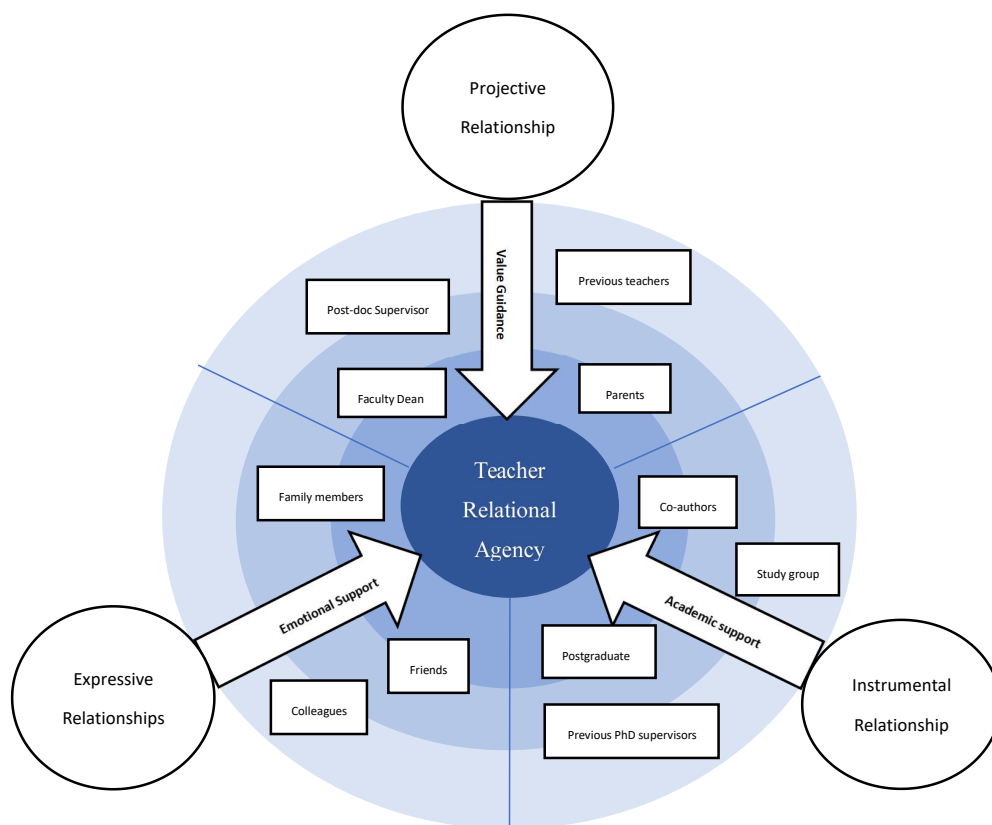 Projective
Relationship
Value Guidance
Previous teachers
Post-doc Supervisor
Faculty Dean
Parents
Teacher
Relational
Agency
Family members
Co-authors
Study group
Emotional Support
Academic support
Friends
Postgraduate
Colleagues
Previous PhD supervisors
Expressive
Relationships
Instrumental
Relationship